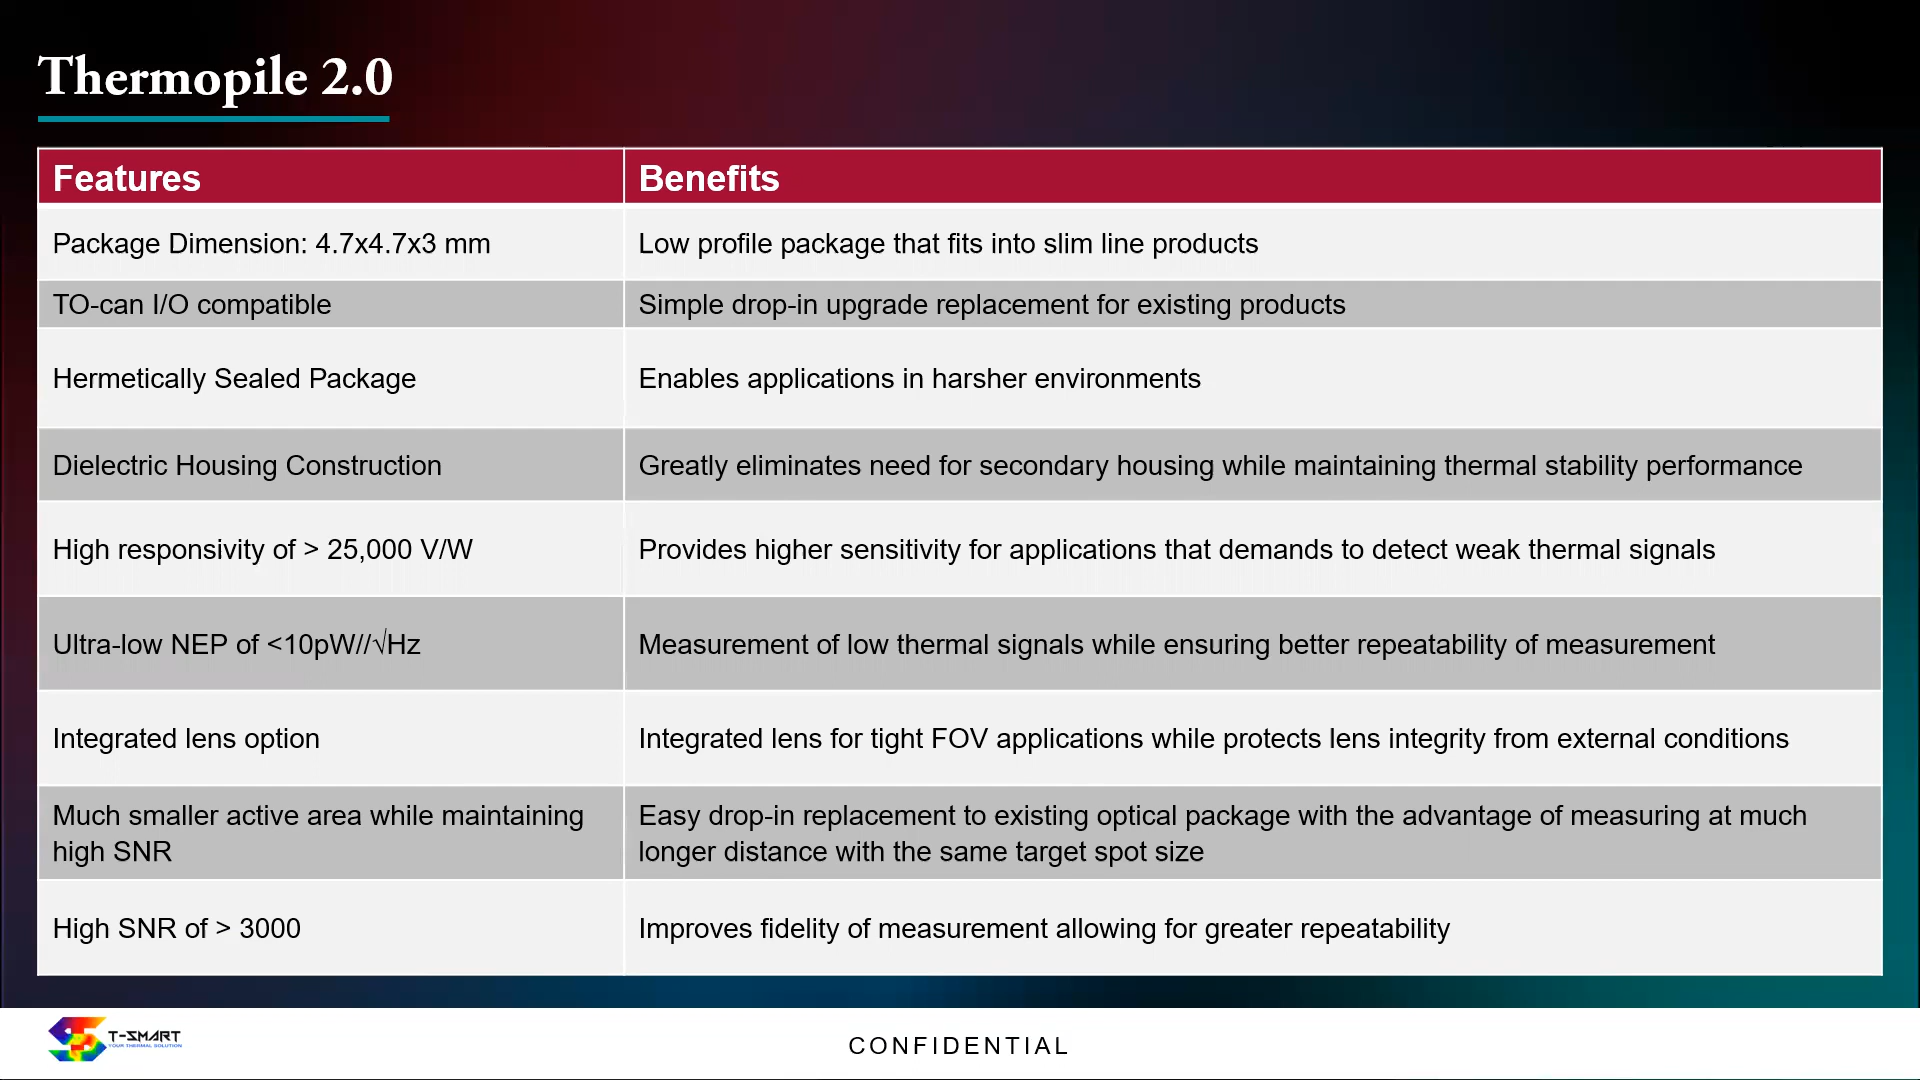 Thermopile 2.0
Features
Benefits
Package Dimension: 4.7x4.7x3 mm
Low profile package that fits into slim line products
TO-can I/O compatible
Simple drop-in upgrade replacement for existing products
Hermetically Sealed Package
Enables applications in harsher environments
Dielectric Housing Construction
Greatly eliminates need for secondary housing while maintaining thermal stability performance
High responsivity of > 25,000 V/W
Provides higher sensitivity for applications that demands to detect weak thermal signals
Ultra-low NEP of <10pW//√Hz
Measurement of low thermal signals while ensuring better repeatability of measurement
Integrated lens option
Integrated lens for tight FOV applications while protects lens integrity from external conditions
Much smaller active area while maintaining
high SNR
Easy drop-in replacement to existing optical package with the advantage of measuring at much
longer distance with the same target spot size
High SNR of > 3000
Improves fidelity of measurement allowing for greater repeatability
T-SMART
YOUR THERMAL SOLUTION
CONFIDENTIAL